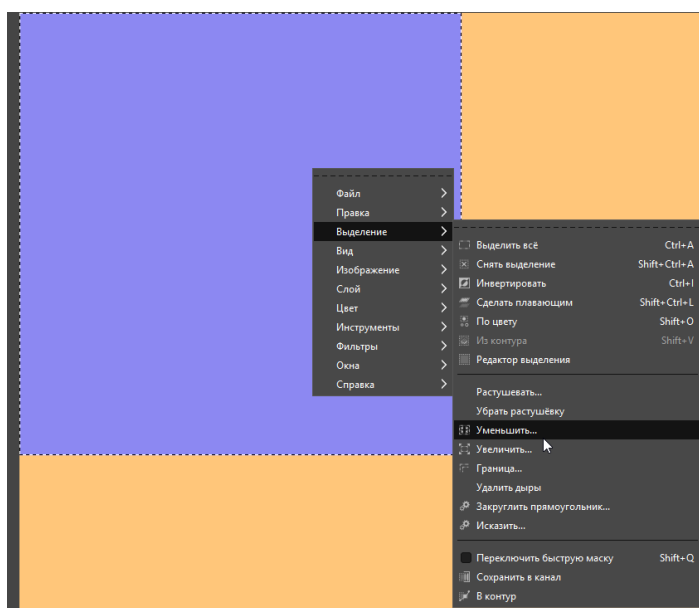 Файл
Правка
Выделение
Вид
Изображение
Слой
Цвет
Инструменты
Фильтры
Окна
Справка
Выделить всё Ctrl+A
Снять выделение Shift+Ctrl+A
Инвертировать Ctrl+I
Сделать плавающим Shift+Ctrl+L
По цвету Shift+O
Из контура Shift+V
Редактор выделения
Растушевать...
Убрать растушёвку
Уменьшить...
Увеличить...
Граница...
Удалить дыры
Закруглить прямоугольник...
Исказить...
Переключить быструю маску Shift+Q
Сохранить в канал
В контур